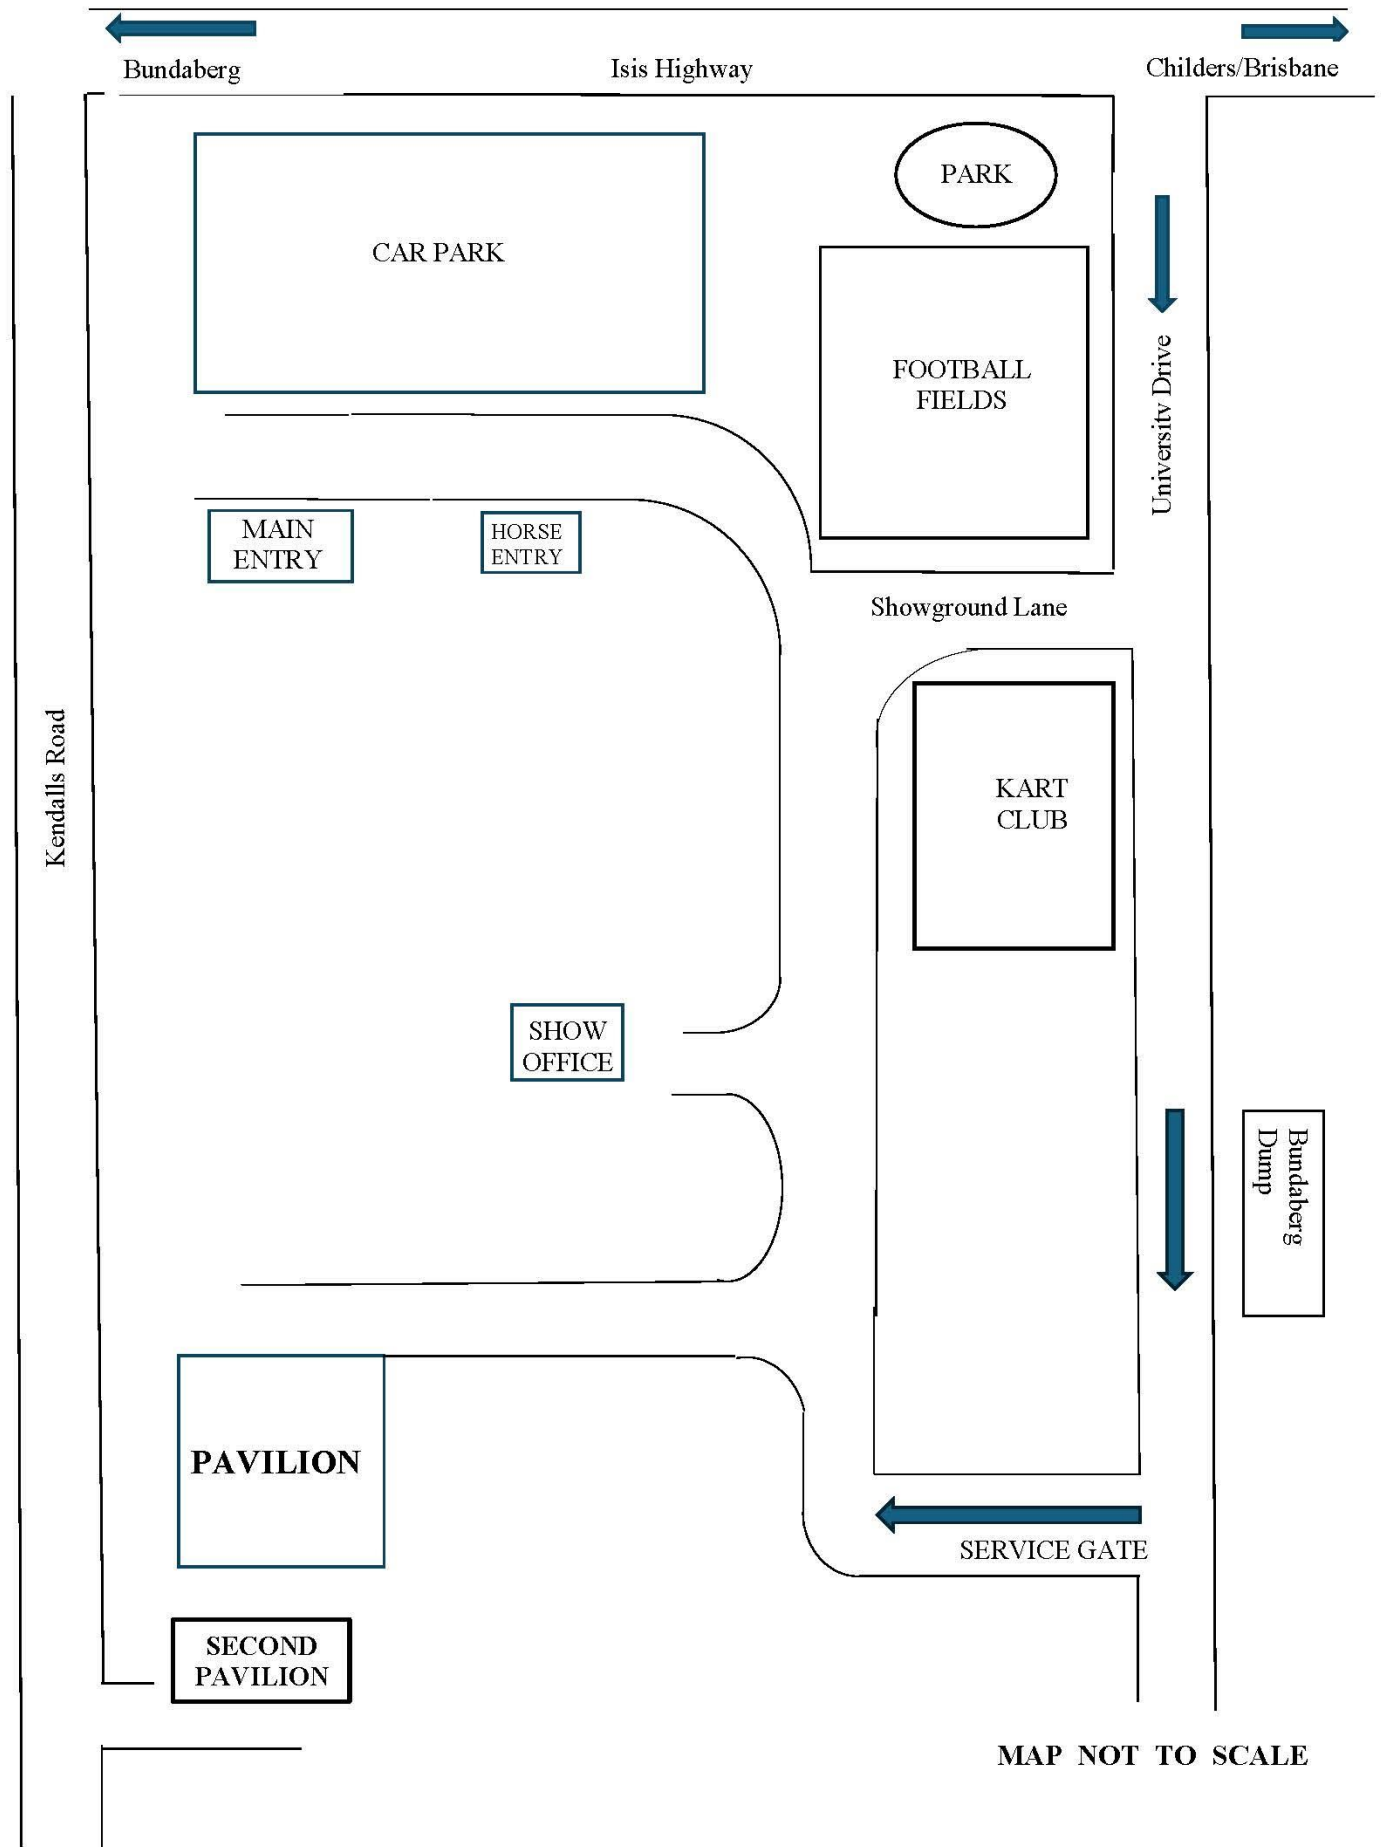 Bundaberg
Isis Highway
Childers/Brisbane
PARK
CAR PARK
FOOTBALL
FIELDS
University Drive
MAIN
ENTRY
HORSE
ENTRY
Showground Lane
Kendalls Road
KART
CLUB
SHOW
OFFICE
Bundaberg
Dump
PAVILION
SERVICE GATE
SECOND
PAVILION
MAP NOT TO SCALE